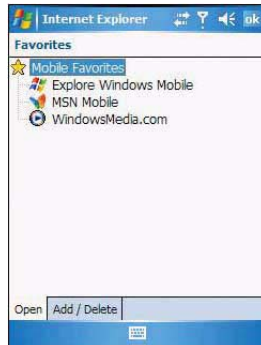 Internet Explorer ok
Favorites
Mobile Favorites
Explore Windows Mobile
MSN Mobile
WindowsMedia.com
Open Add / Delete